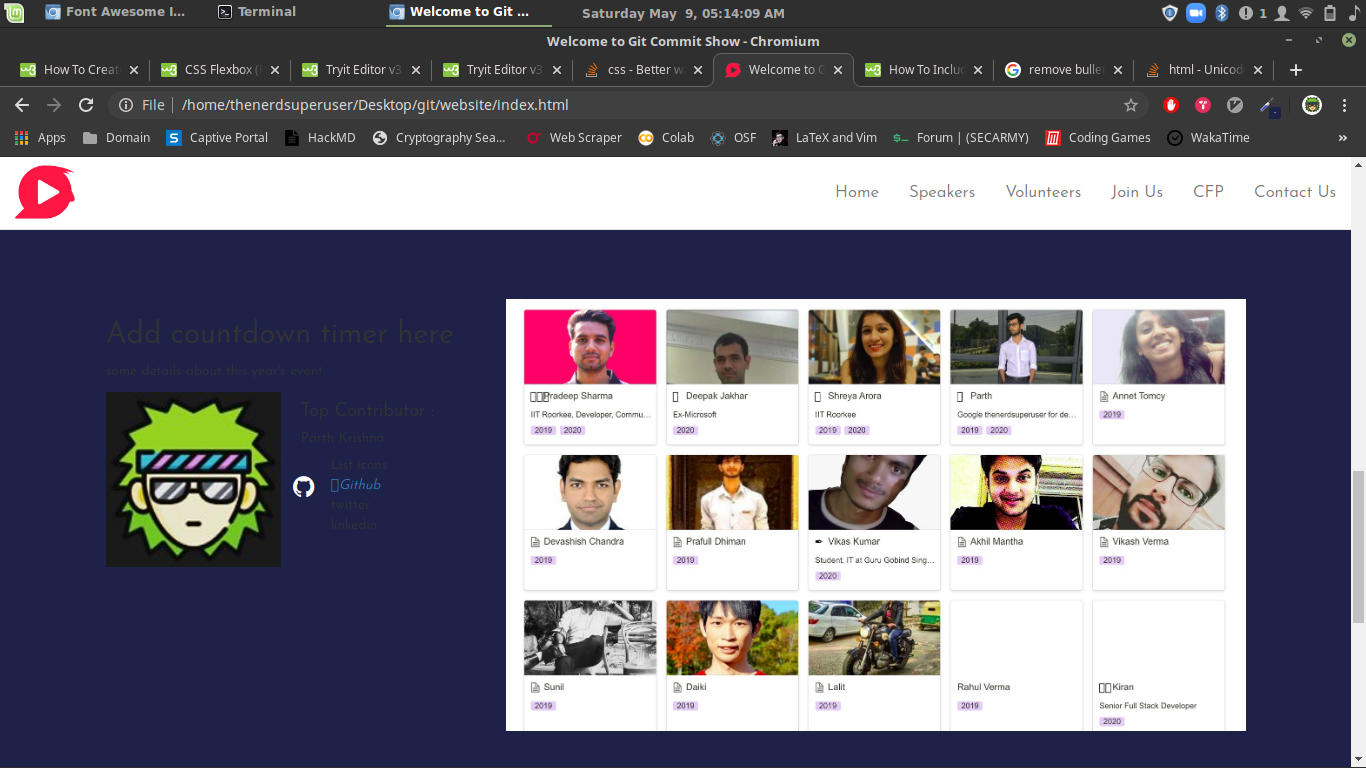 Font Awesome I...
Terminal
Welcome to Git ...
Saturday May  9, 05:14:09 AM
1
Welcome to Git Commit Show - Chromium
How To Creat
CSS Flexbox (
Tryit Editor v3
Tryit Editor v3
css - Better w
Welcome to G
How To Inclu
remove bulle
html - Unicod
File
/home/thenerdsuperuser/Desktop/git/website/index.html
Apps
Domain
Captive Portal
HackMD
Cryptography Sea...
Web Scraper
Colab
OSF
LaTeX and Vim
Forum | (SECARMY)
Coding Games
WakaTime
»
Home
Speakers
Volunteers
Join Us
CFP
Contact Us
Add countdown timer here
some details about this year's event
Top Contributor :-
Parth Krishna
List icons
Github
twitter
linkedin
Pradeep Sharma
IIT Roorkee, Developer, Commu...
2019 2020
Deepak Jakhar
Ex-Microsoft
2020
Shreya Arora
IIT Roorkee
2019 2020
Parth
Google thenerdsuperuser for de...
2019 2020
Annet Tomcy
2019
Devashish Chandra
2019
Prafull Dhiman
2019
Vikas Kumar
Student, IT at Guru Gobind Sing...
2020
Akhil Mantha
2019
Vikash Verma
2019
Sunil
2019
Daiki
2019
Lalit
2019
Rahul Verma
2019
Kiran
Senior Full Stack Developer
2020